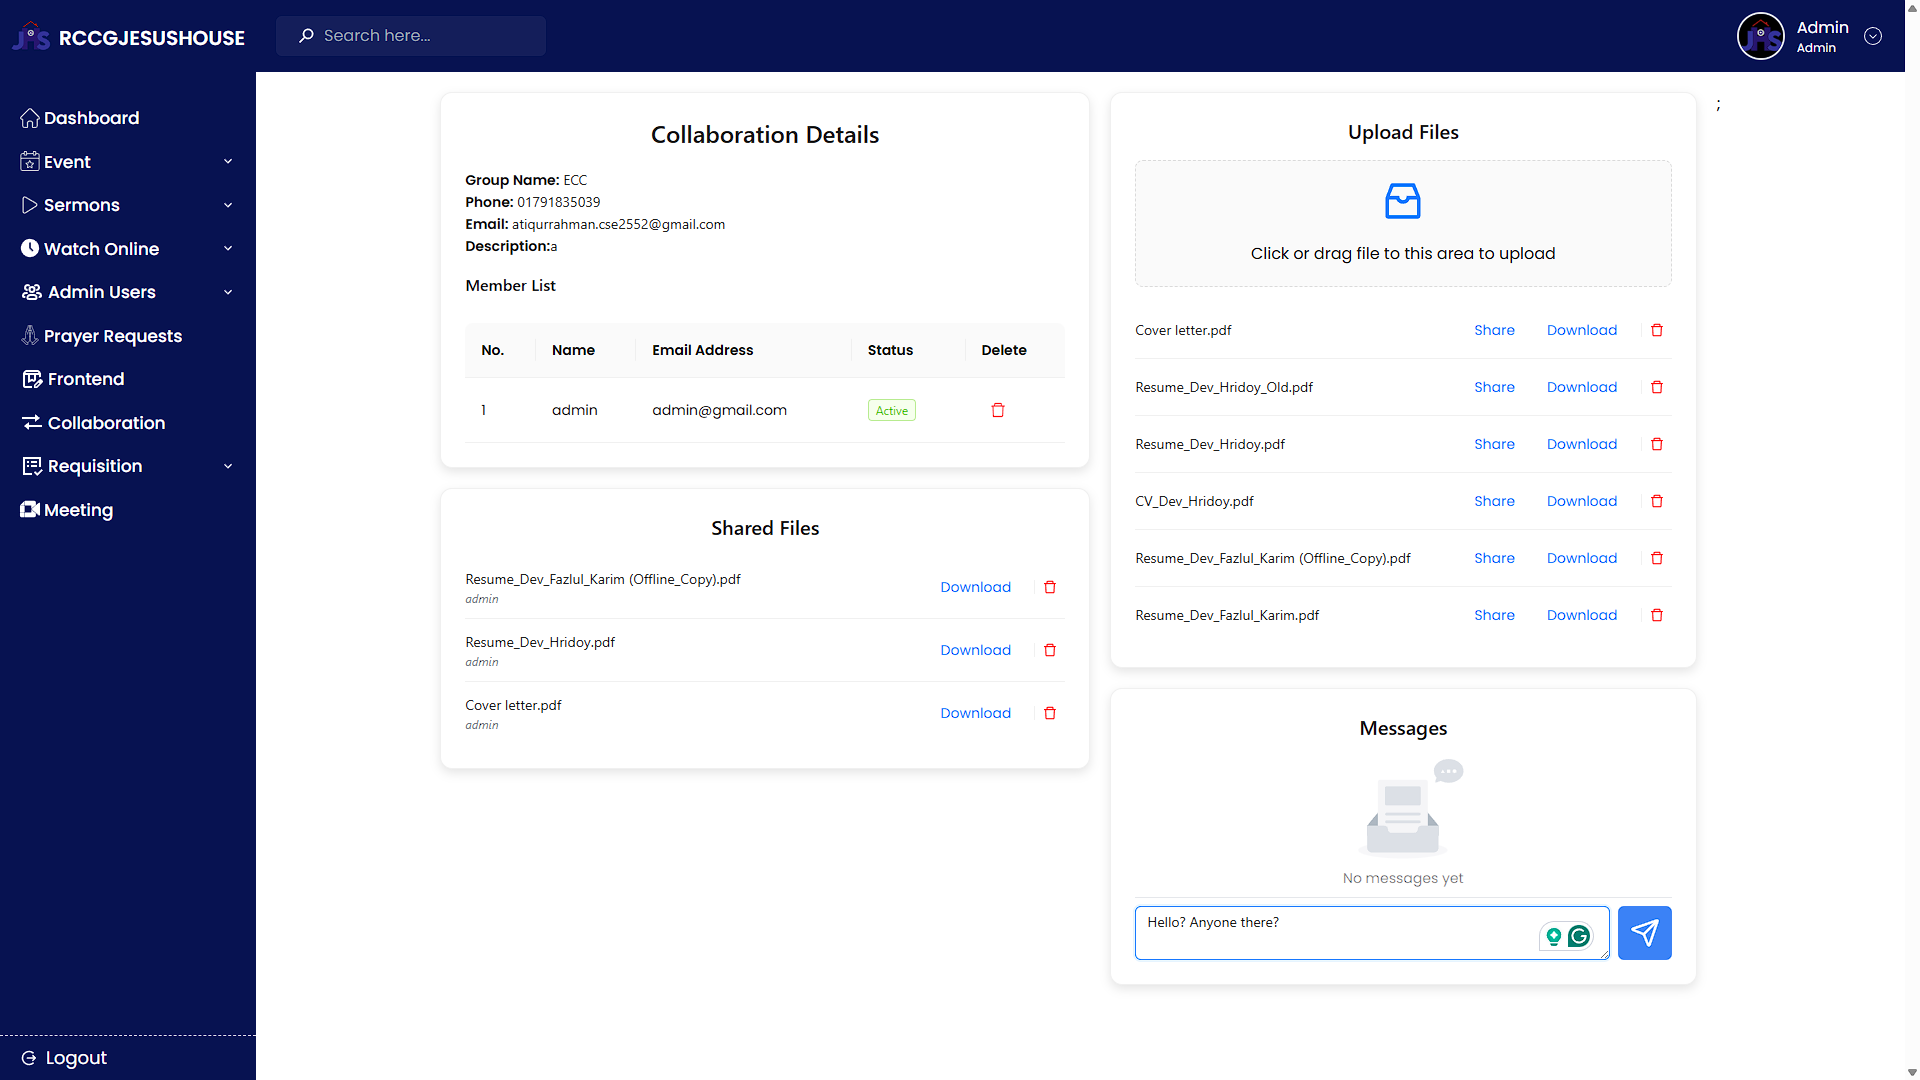 RCCGJESUSHOUSE
Search here...
Admin
Admin
Dashboard
Event
Sermons
Watch Online
Admin Users
Prayer Requests
Frontend
Collaboration
Requisition
Meeting
Logout
Collaboration Details
Group Name: ECC
Phone: 01791835039
Email: atiqurrahman.cse2552@gmail.com
Description:a
Member List
No. Name Email Address Status Delete
1 admin admin@gmail.com Active
Shared Files
Resume_Dev_Fazlul_Karim (Offline_Copy).pdf
admin
Download
Resume_Dev_Hridoy.pdf
admin
Download
Cover letter.pdf
admin
Download
Upload Files
Click or drag file to this area to upload
Cover letter.pdf Share Download
Resume_Dev_Hridoy_Old.pdf Share Download
Resume_Dev_Hridoy.pdf Share Download
CV_Dev_Hridoy.pdf Share Download
Resume_Dev_Fazlul_Karim (Offline_Copy).pdf Share Download
Resume_Dev_Fazlul_Karim.pdf Share Download
;
Messages
No messages yet
Hello? Anyone there?